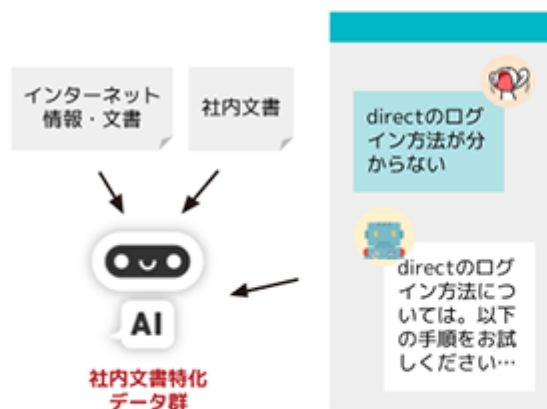 インターネット
情報・文書
社内文書
AI
社内文書特化
データ群
directのログ
イン方法が分
からない
directのログ
イン方法につ
いては。以下
の手順をお試
しください…